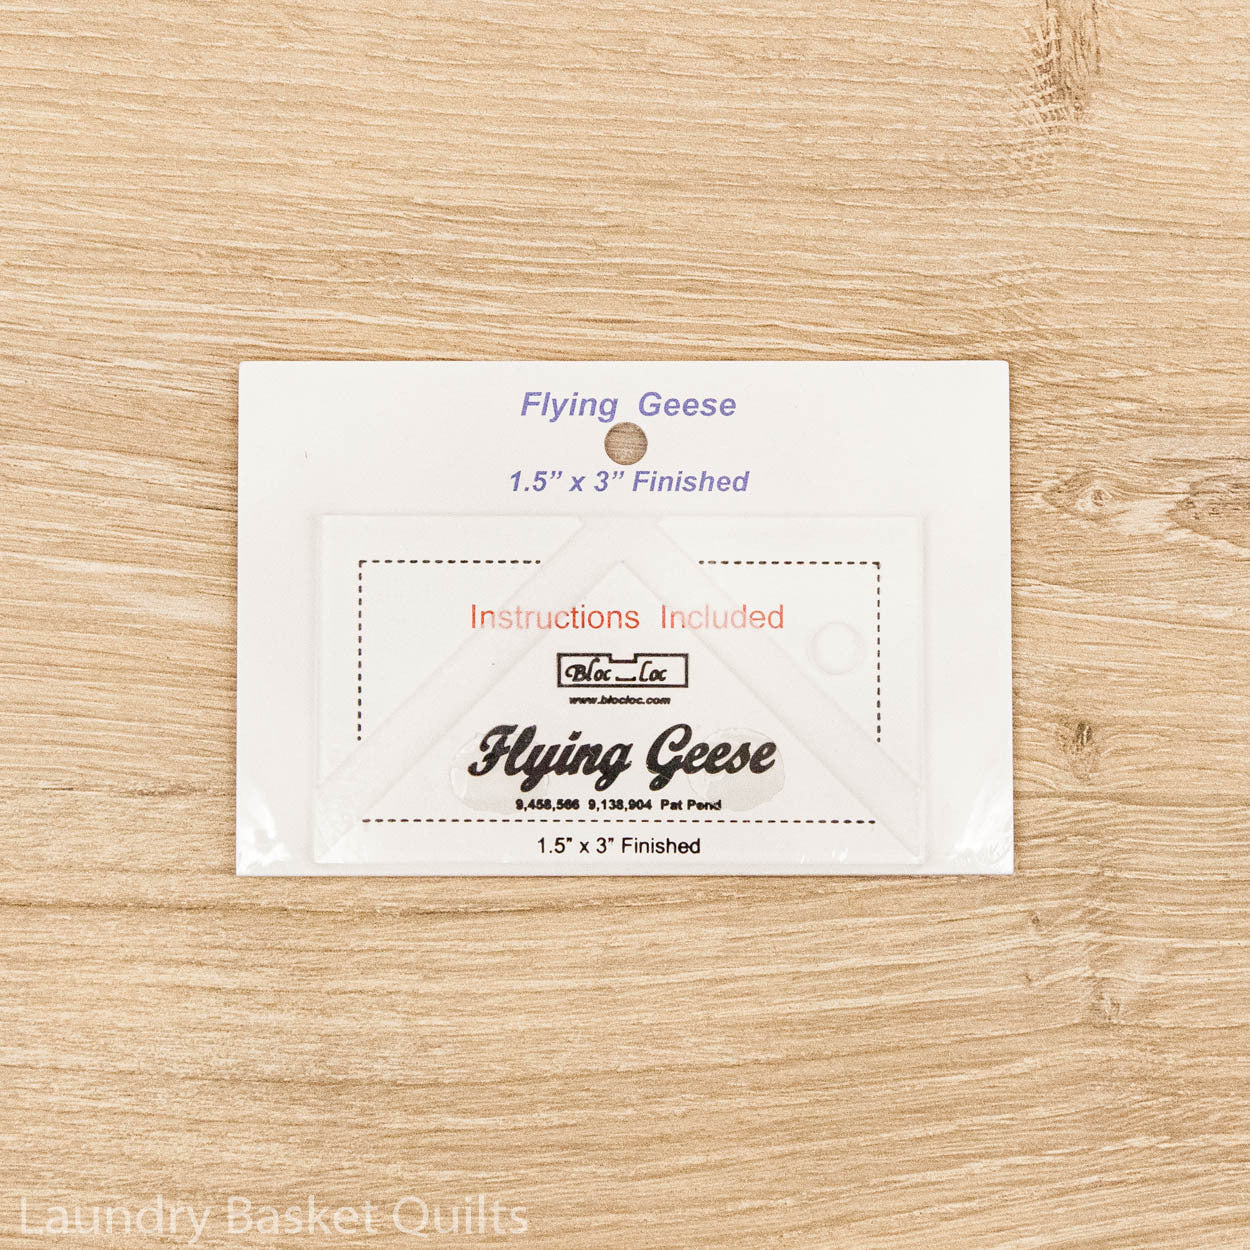 Flying Geese
1.5” x 3” Finished
Instructions Included
Bloc Loc
www.blocloc.com
Flying Geese
9,458,566 9,138,904 Pat Pend
1.5” x 3” Finished
Laundry Basket Quilts